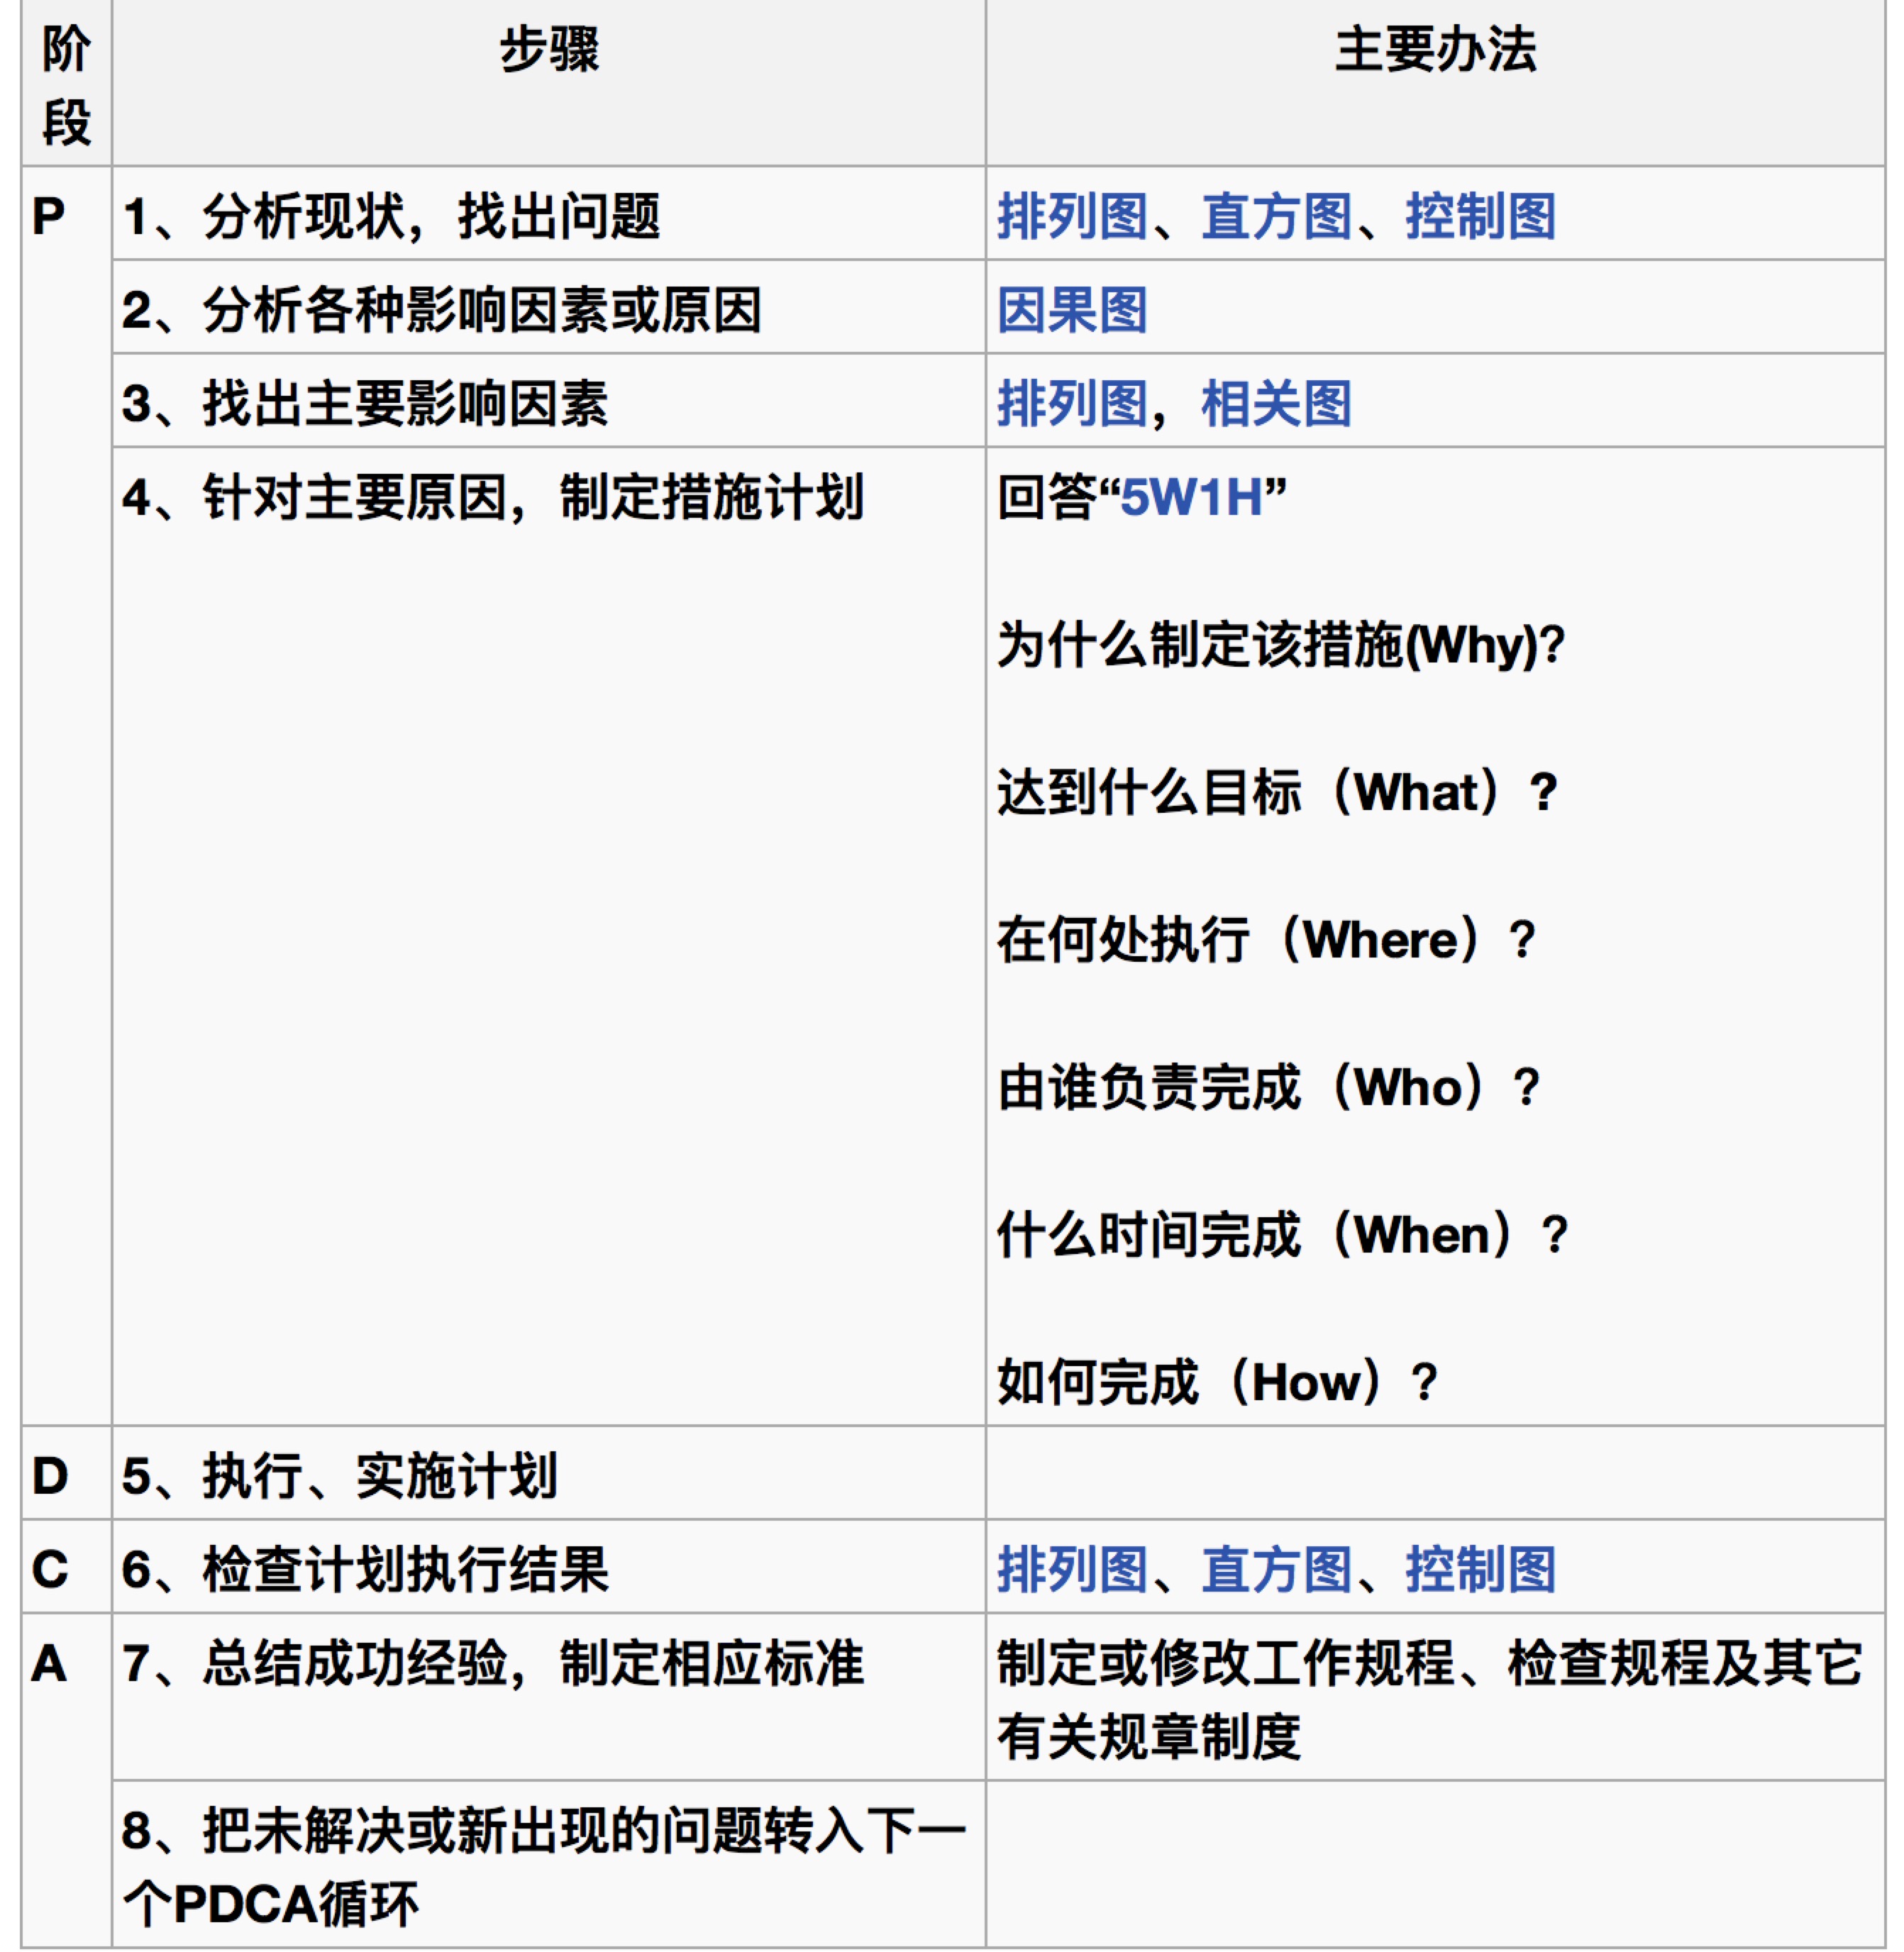 阶段
步骤
主要办法
P
1、分析现状，找出问题
排列图、直方图、控制图
2、分析各种影响因素或原因
因果图
3、找出主要影响因素
排列图，相关图
4、针对主要原因，制定措施计划
回答“5W1H”
为什么制定该措施(Why)?
达到什么目标（What）?
在何处执行（Where）?
由谁负责完成（Who）?
什么时间完成（When）?
如何完成（How）?
D
5、执行、实施计划
C
6、检查计划执行结果
排列图、直方图、控制图
A
7、总结成功经验，制定相应标准
制定或修改工作规程、检查规程及其它
有关规章制度
8、把未解决或新出现的问题转入下一
个PDCA循环